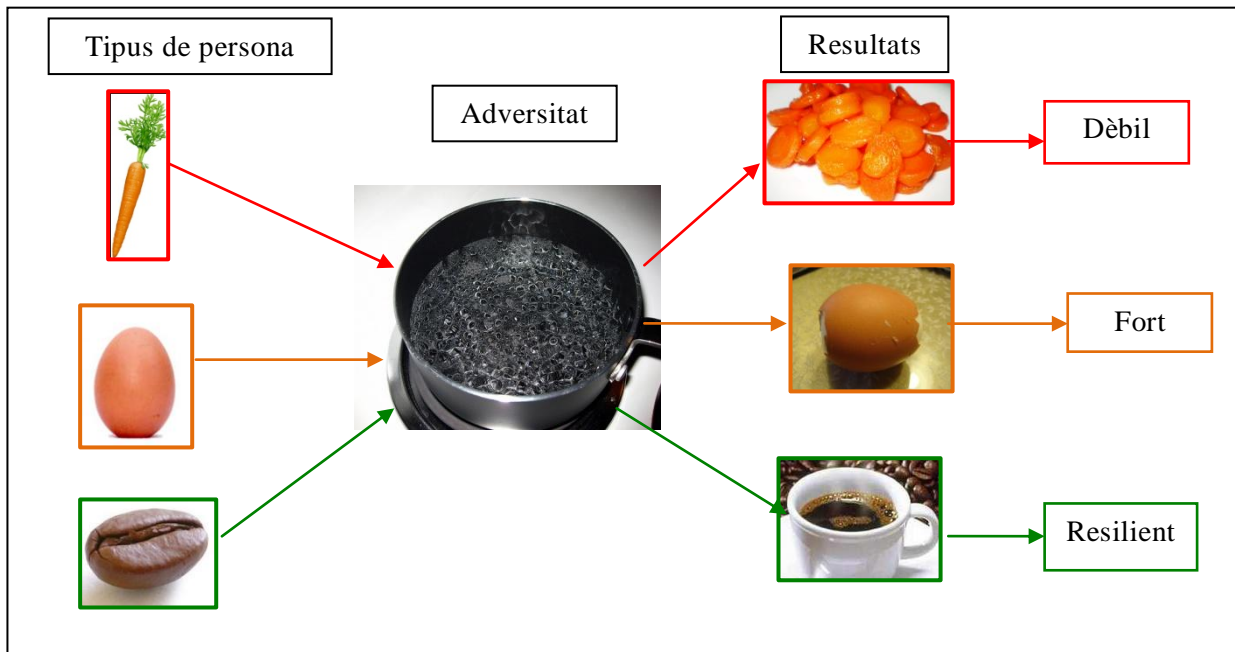 Tipus de persona
Adversitat
Resultats
Dèbil
Fort
Resilient